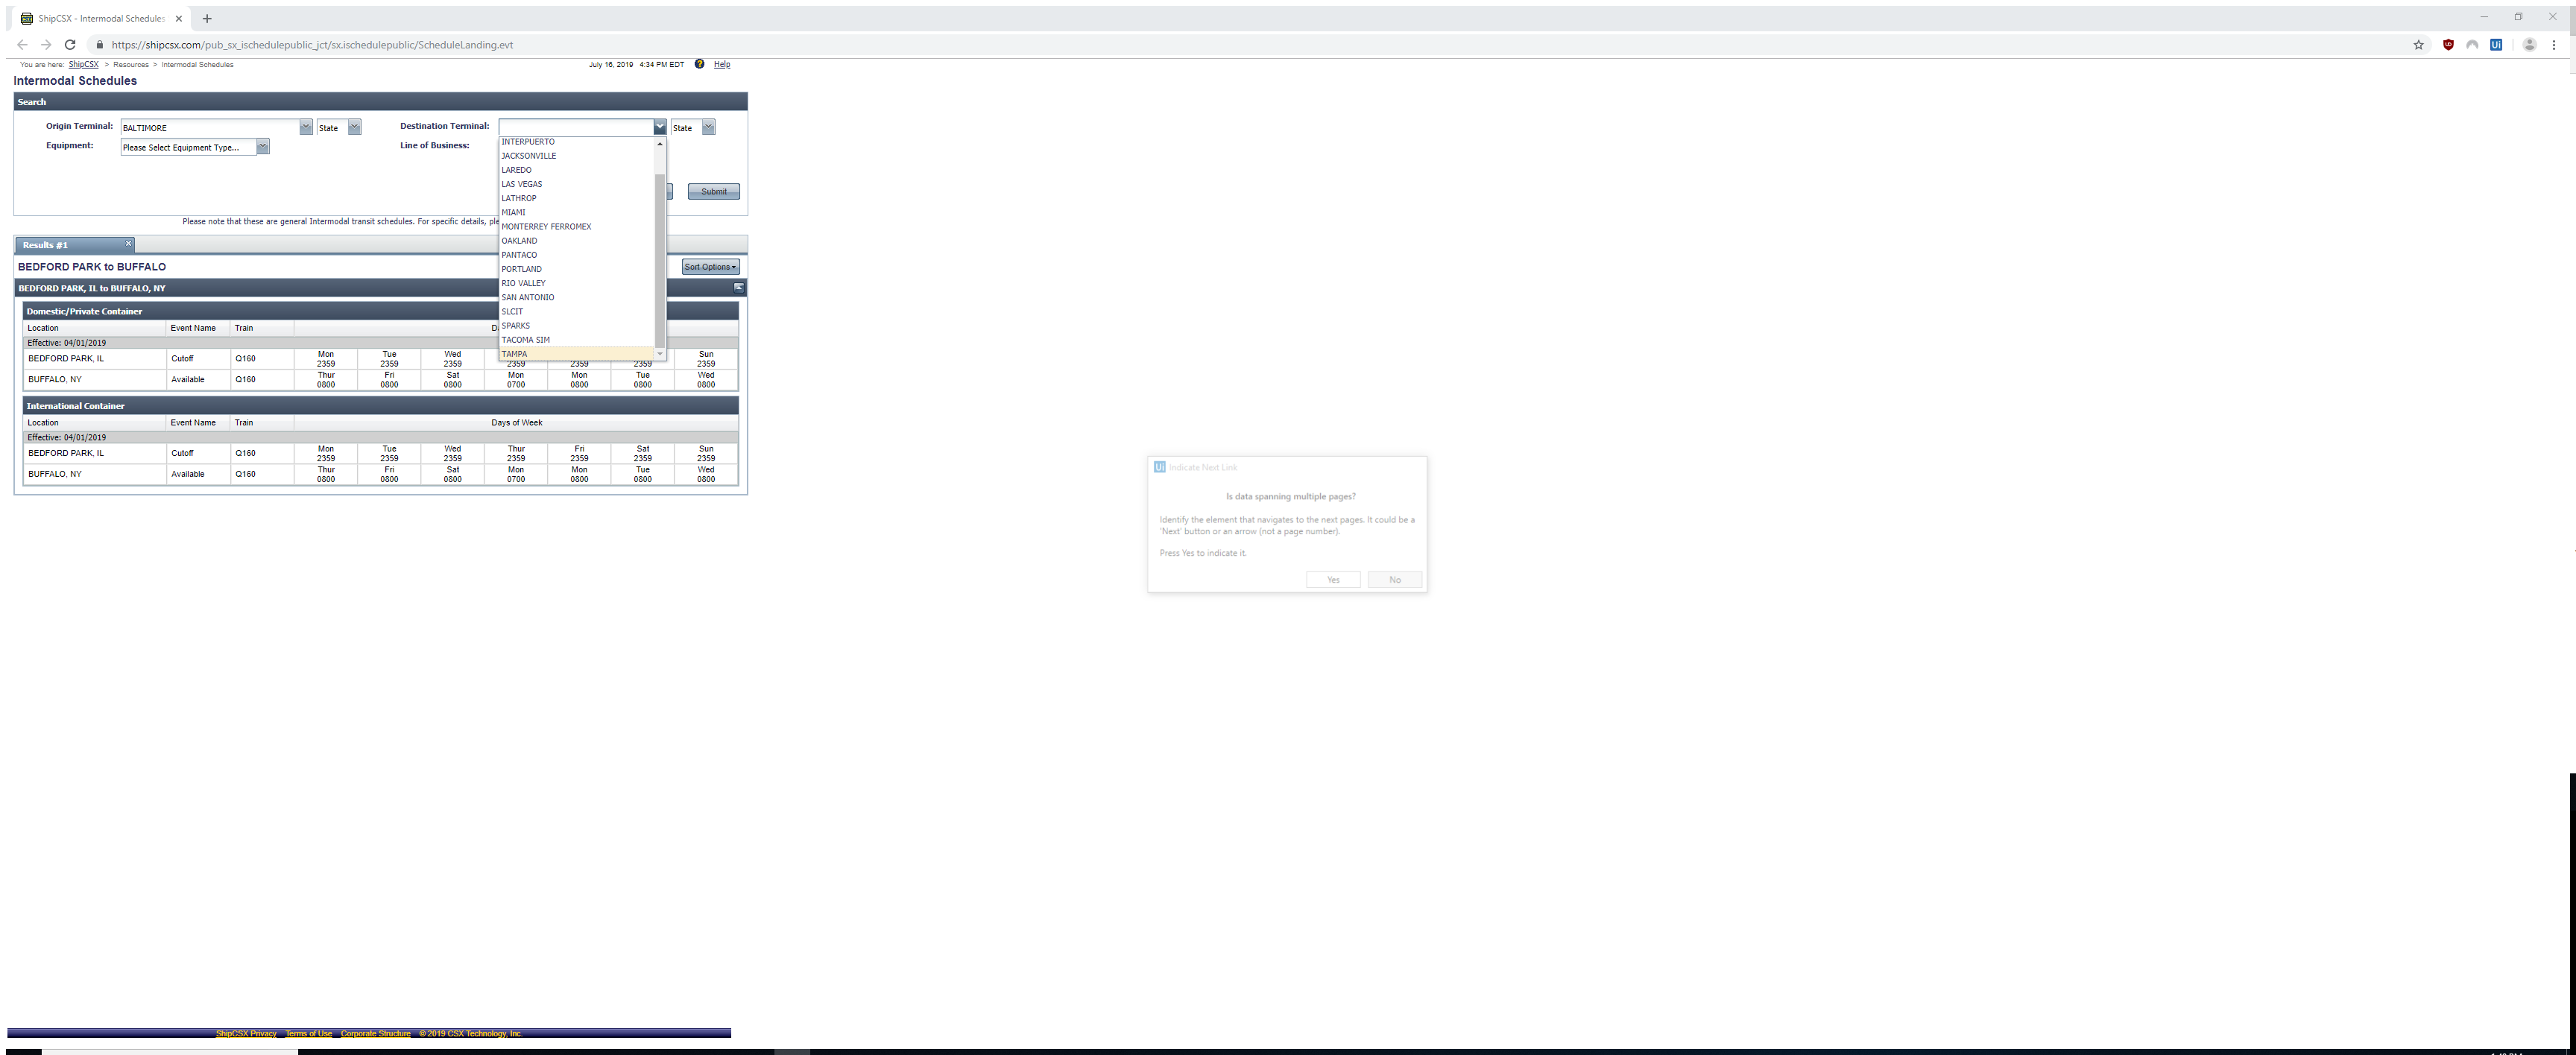 ShipCSX - Intermodal Schedules
https://shipcsx.com/pub_sx_ischedulepublic_jct/sx.ischedulepublic/ScheduleLanding.evt
You are here: ShipCSX > Resources > Intermodal Schedules
July 16, 2019 4:34 PM EDT ? Help
Intermodal Schedules
Search
Origin Terminal: BALTIMORE State Destination Terminal: State
Equipment: Please Select Equipment Type... Line of Business:
INTERPUERTO
JACKSONVILLE
LAREDO
LAS VEGAS
LATHROP
MIAMI
MONTERREY FERROMEX
OAKLAND
PANTACO
PORTLAND
RIO VALLEY
SAN ANTONIO
SLCIT
SPARKS
TACOMA SIM
TAMPA
Submit
Please note that these are general Intermodal transit schedules. For specific details, ple
Results #1
BEDFORD PARK to BUFFALO Sort Options
BEDFORD PARK, IL to BUFFALO, NY
Domestic/Private Container
Location Event Name Train D
Effective: 04/01/2019
BEDFORD PARK, IL Cutoff Q160 Mon 2359 Tue 2359 Wed 2359 2359 2359 2359 Sun 2359
BUFFALO, NY Available Q160 Thur 0800 Fri 0800 Sat 0800 Mon 0700 Mon 0800 Tue 0800 Wed 0800
International Container
Location Event Name Train Days of Week
Effective: 04/01/2019
BEDFORD PARK, IL Cutoff Q160 Mon 2359 Tue 2359 Wed 2359 Thur 2359 Fri 2359 Sat 2359 Sun 2359
BUFFALO, NY Available Q160 Thur 0800 Fri 0800 Sat 0800 Mon 0700 Mon 0800 Tue 0800 Wed 0800
Ui Indicate Next Link
Is data spanning multiple pages?
Identify the element that navigates to the next pages. It could be a
'Next' button or an arrow (not a page number).
Press Yes to indicate it.
Yes No
ShipCSX Privacy Terms of Use Corporate Structure © 2019 CSX Technology, Inc.